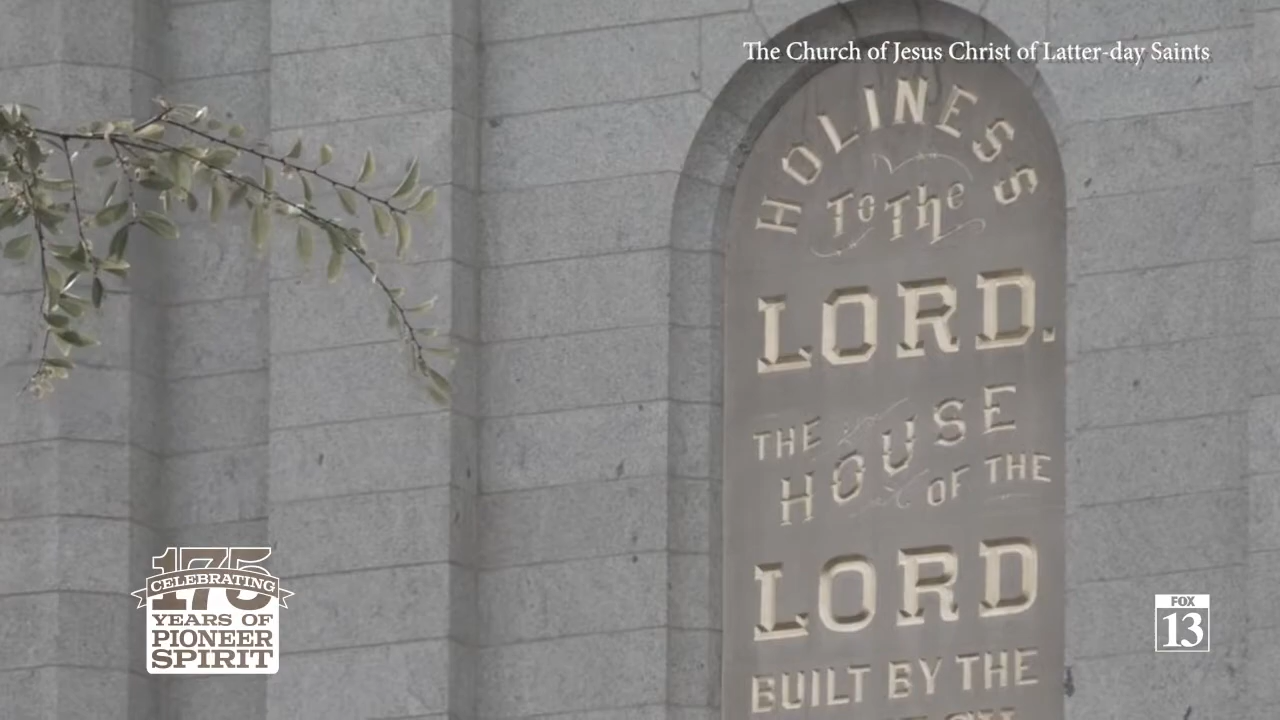 The Church of Jesus Christ of Latter-day Saints
HOLINESS
To The
LORD.
THE HOUSE OF THE
LORD
BUILT BY THE
175
CELEBRATING
YEARS OF
PIONEER
SPIRIT
FOX
13